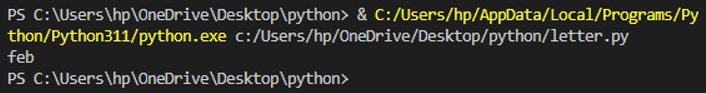 PS C:\Users\hp\OneDrive\Desktop\python> & C:/Users/hp/AppData/Local/Programs/Py
thon/Python311/python.exe c:/Users/hp/OneDrive/Desktop/python/letter.py
feb
PS C:\Users\hp\OneDrive\Desktop\python>